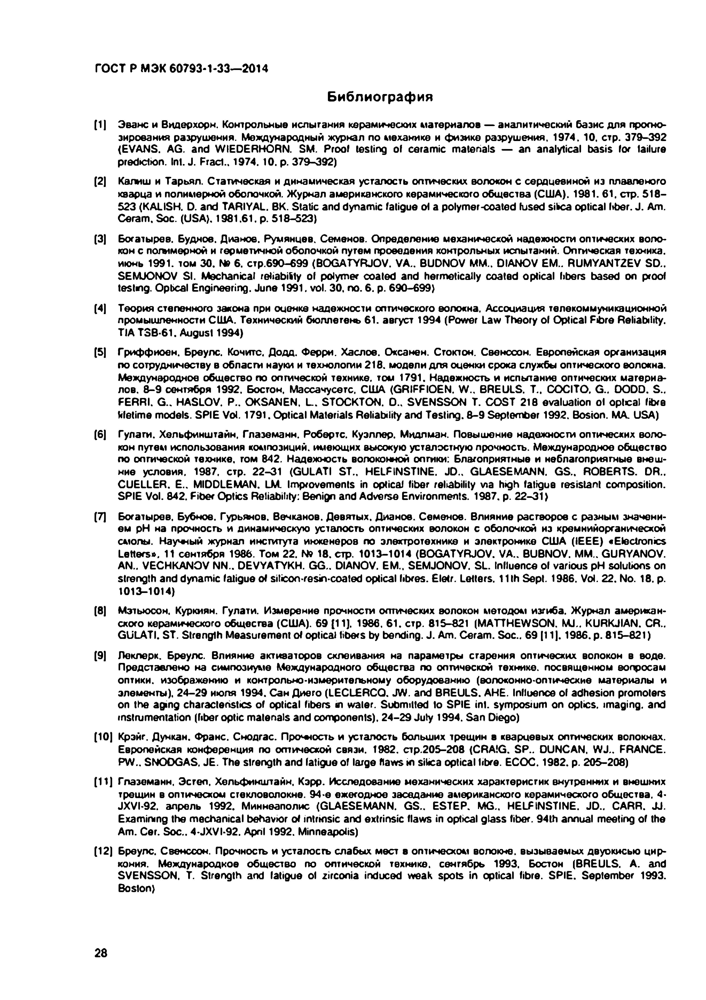 ГОСТ Р МЭК 60793-1-33—2014
Библиография
[1] Эванс и Видерхорн. Контрольные испытания керамических материалов — аналитический базис для прогно-
зирования разрушения. Международный журнал по механике и физике разрушения, 1974, 10, стр. 379–392
(EVANS, AG. and WIEDERHORN, SM. Proof testing of ceramic materials — an analytical basis for failure
prediction. Int. J. Fract., 1974, 10, p. 379–392)
[2] Калиш и Тарьял. Статическая и динамическая усталость оптических волокон с сердцевиной из плавленого
кварца и полимерной оболочкой. Журнал американского керамического общества (США), 1981, 61, стр. 518–
523 (KALISH, D. and TARIYAL, BK. Static and dynamic fatigue of a polymer-coated fused silica optical fiber. J. Am.
Ceram, Soc. (USA), 1981,61, p. 518–523)
[3] Богатырев, Буднов, Дианов, Румянцев, Семенов. Определение механической надежности оптических воло-
кон с полимерной и герметичной оболочкой путем проведения контрольных испытаний. Оптическая техника,
июнь 1991, том 30, № 6, стр.690–699 (BOGATYRJOV, VA., BUDNOV MM., DIANOV EM., RUMYANTZEV SD.,
SEMJONOV SI. Mechanical reliability of polymer coated and hermetically coated optical fibers based on proof
testing. Optical Engineering, June 1991, vol. 30, no. 6, p. 690–699)
[4] Теория степенного закона при оценке надежности оптического волокна, Ассоциация телекоммуникационной
промышленности США. Технический бюллетень 61, август 1994 (Power Law Theory of Optical Fibre Reliability,
TIA TSB-61, August 1994)
[5] Гриффиоен, Бреулс, Кочитс, Додд, Ферри, Хаслов, Оксанен, Стоктон, Свенссон. Европейская организация
по сотрудничеству в области науки и технологии 218, модели для оценки срока службы оптического волокна.
Международное общество по оптической технике, том 1791, Надежность и испытание оптических материа-
лов, 8–9 сентября 1992, Бостон, Массачусетс, США (GRIFFIOEN, W., BREULS, T., COCITO, G., DODD, S.,
FERRI, G., HASLOV, P., OKSANEN, L., STOCKTON, D., SVENSSON T. COST 218 evaluation of optical fibre
lifetime models. SPIE Vol. 1791, Optical Materials Reliability and Testing, 8–9 September 1992, Boston, MA, USA)
[6] Гулати, Хельфинштайн, Глаземанн, Робертс, Куэллер, Мидлман. Повышение надежности оптических воло-
кон путем использования композиций, имеющих высокую усталостную прочность. Международное общество
по оптической технике, том 842. Надежность волоконной оптики: Благоприятные и неблагоприятные внеш-
ние условия, 1987, стр. 22–31 (GULATI ST., HELFINSTINE, JD., GLAESEMANN, GS., ROBERTS, DR.,
CUELLER, E., MIDDLEMAN, LM. Improvements in optical fiber reliability via high fatigue resistant composition.
SPIE Vol. 842, Fiber Optics Reliability: Benign and Adverse Environments, 1987, p. 22–31)
[7] Богатырев, Бубнов, Гурьянов, Вечканов, Девятых, Дианов, Семенов. Влияние растворов с разным значени-
ем pH на прочность и динамическую усталость оптических волокон с оболочкой из кремнийорганической
смолы. Научный журнал института инженеров по электротехнике и электронике США (IEEE) «Electronics
Letters», 11 сентября 1986. Том 22, № 18, стр. 1013–1014 (BOGATYRJOV, VA., BUBNOV, MM., GURYANOV,
AN., VECHKANOV NN., DEVYATYKH, GG., DIANOV, EM., SEMJONOV, SL. Influence of various pH solutions on
strength and dynamic fatigue of silicon-resin-coated optical fibres. Eletr. Letters, 11th Sept. 1986, Vol. 22, No. 18, p.
1013–1014)
[8] Мэтьюсон, Куркиян, Гулати. Измерение прочности оптических волокон методом изгиба, Журнал американ-
ского керамического общества (США), 69 [11], 1986, 61, стр. 815–821 (MATTHEWSON, MJ., KURKJIAN, CR.,
GULATI, ST. Strength Measurement of optical fibers by bending, J. Am. Ceram. Soc., 69 [11], 1986, p. 815–821)
[9] Леклерк, Бреулс. Влияние активаторов склеивания на параметры старения оптических волокон в воде.
Представлено на симпозиуме Международного общества по оптической технике, посвященном вопросам
оптики, изображению и контрольно-измерительному оборудованию (волоконно-оптические материалы и
элементы), 24–29 июля 1994, Сан Диего (LECLERCQ, JW. and BREULS, AHE. Influence of adhesion promoters
on the aging characteristics of optical fibers in water. Submitted to SPIE int. symposium on optics, imaging, and
instrumentation (fiber optic materials and components), 24–29 July 1994, San Diego)
[10] Крэйг, Дункан, Франс, Снодгас. Прочность и усталость больших трещин в кварцевых оптических волокнах.
Европейская конференция по оптической связи, 1982, стр.205–208 (CRAIG, SP., DUNCAN, WJ., FRANCE,
PW., SNODGAS, JE. The strength and fatigue of large flaws in silica optical fibre. ECOC, 1982, p. 205–208)
[11] Глаземанн, Эстеп, Хельфинштайн, Кэрр. Исследование механических характеристик внутренних и внешних
трещин в оптическом стекловолокне. 94-е ежегодное заседание американского керамического общества, 4-
JXVI-92, апрель 1992, Миннеаполис (GLAESEMANN, GS., ESTEP, MG., HELFINSTINE, JD., CARR, JJ.
Examining the mechanical behavior of intrinsic and extrinsic flaws in optical glass fiber. 94th annual meeting of the
Am. Cer. Soc., 4-JXVI-92, April 1992, Minneapolis)
[12] Бреулс, Свенссон. Прочность и усталость слабых мест в оптическом волокне, вызываемых двуокисью цир-
кония. Международное общество по оптической технике, сентябрь 1993, Бостон (BREULS, A. and
SVENSSON, T. Strength and fatigue of zirconia induced weak spots in optical fibre. SPIE, September 1993,
Boston)
28